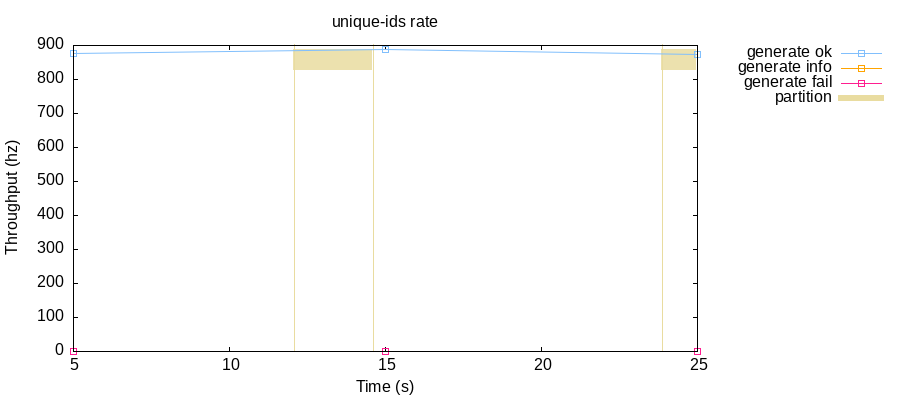 unique-ids rate
900
800
700
600
500
400
300
200
100
0
5
10
15
20
25
Throughput (hz)
Time (s)
generate ok
generate info
generate fail
partition